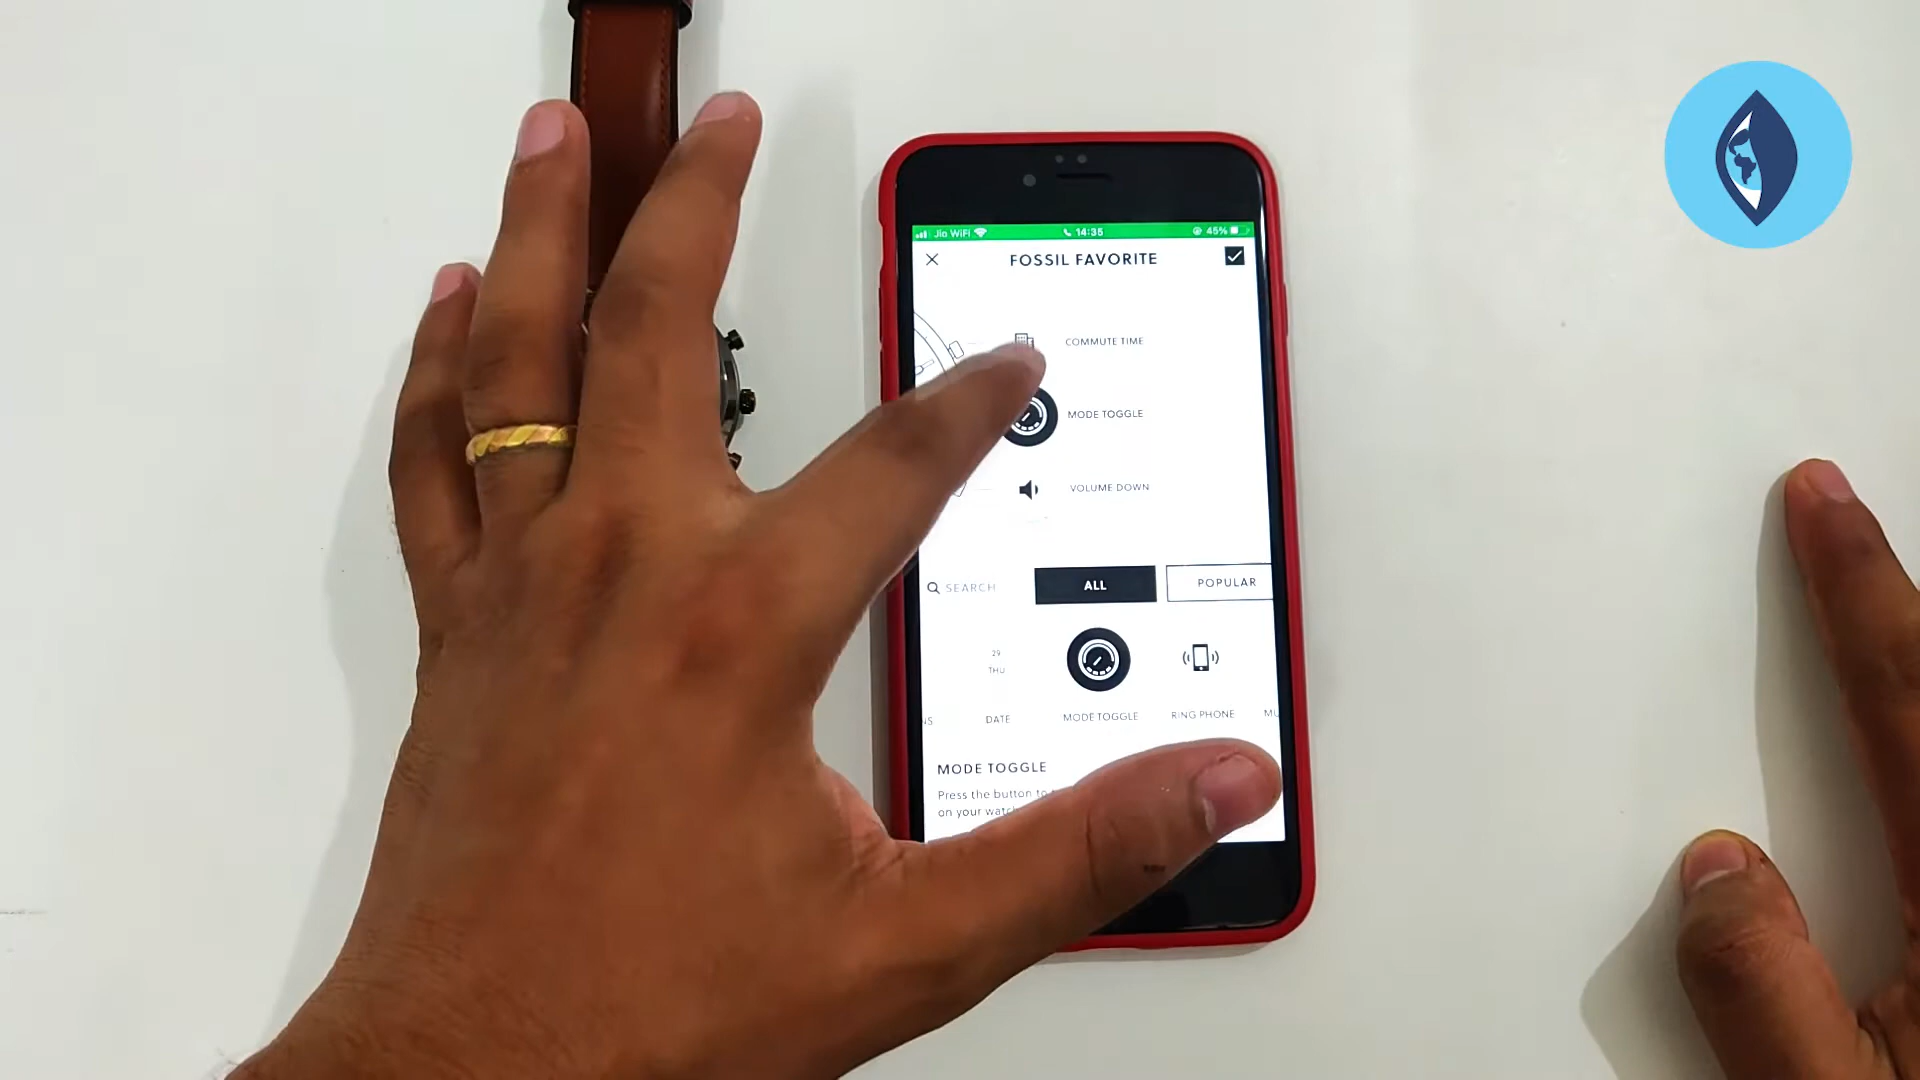 Jio WiFi 14:35 45%
FOSSIL FAVORITE
COMMUTE TIME
MODE TOGGLE
VOLUME DOWN
SEARCH ALL POPULAR
29
THU
DATE MODE TOGGLE RING PHONE
MODE TOGGLE
Press the button to
on your